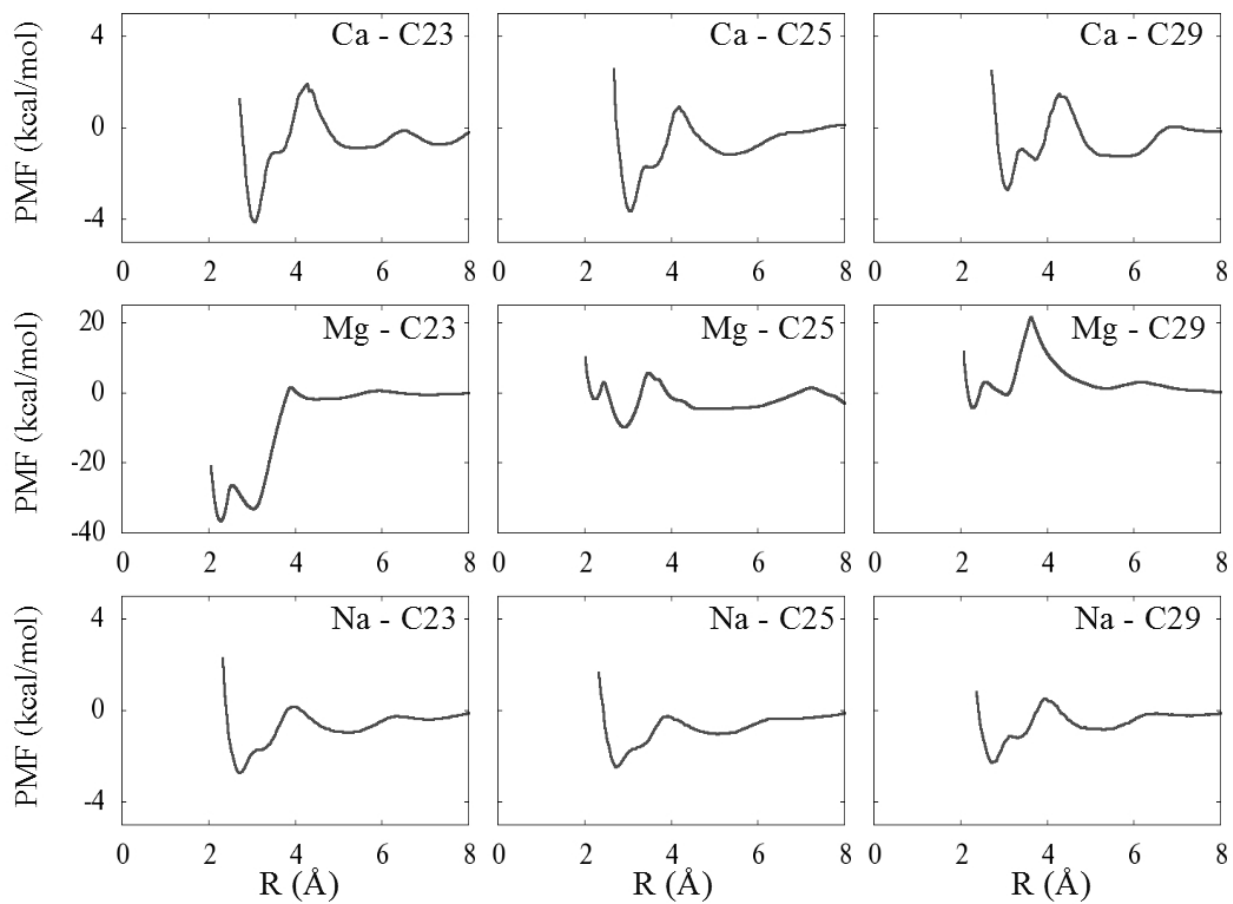 Ca - C23 Ca - C25 Ca - C29
4
0
-4
PMF (kcal/mol)
0 2 4 6 8 0 2 4 6 8 0 2 4 6 8
Mg - C23 Mg - C25 Mg - C29
20
0
-20
-40
PMF (kcal/mol)
0 2 4 6 8 0 2 4 6 8 0 2 4 6 8
Na - C23 Na - C25 Na - C29
4
0
-4
PMF (kcal/mol)
0 2 4 6 8 0 2 4 6 8 0 2 4 6 8
R (Å) R (Å) R (Å)